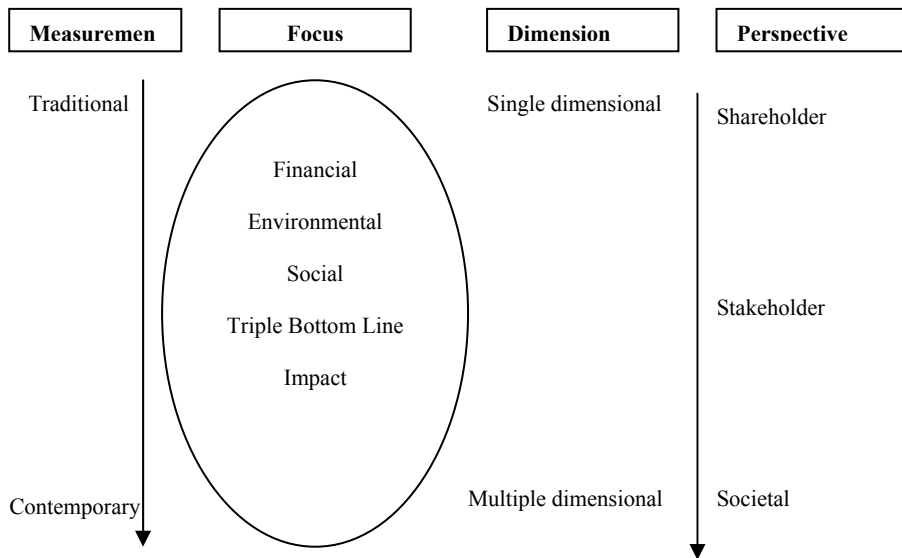 Measuremen Focus Dimension Perspective
Traditional Single dimensional
Shareholder
Financial
Environmental
Social
Triple Bottom Line
Stakeholder
Impact
Contemporary Multiple dimensional Societal